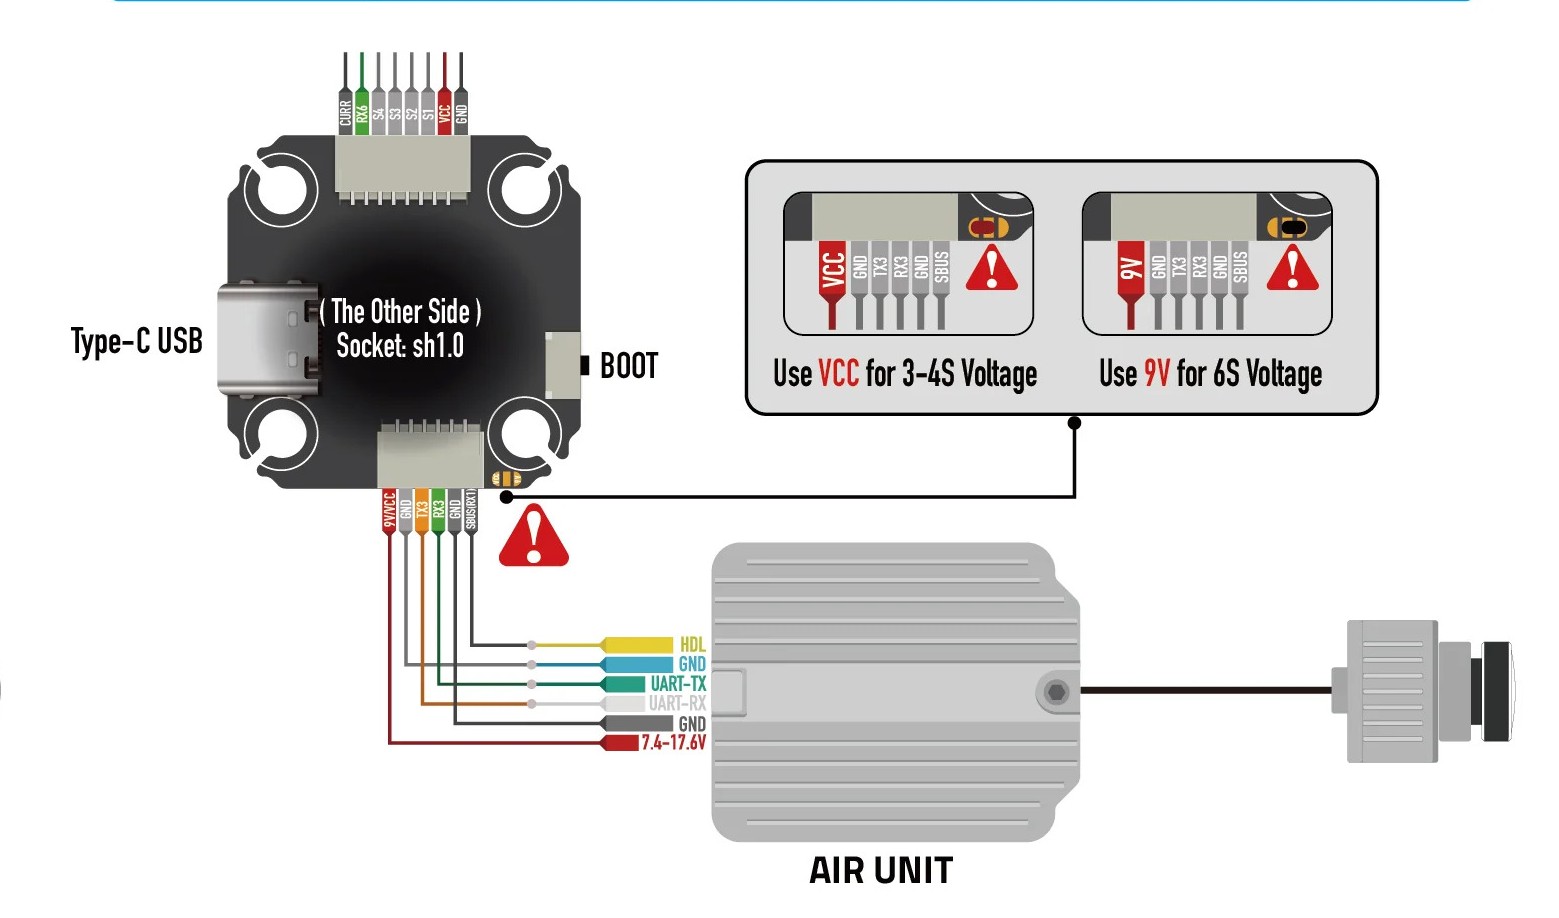 CURR
RX6
S4
S3
S2
S1
VCC
GND
( The Other Side )
Socket: sh1.0
Type-C USB
BOOT
VCC
GND
TX3
RX3
GND
SBUS
9V
GND
TX3
RX3
GND
SBUS
Use VCC for 3-4S Voltage
Use 9V for 6S Voltage
9V/VCC
GND
TX3
RX3
GND
SBUS(RX1)
HDL
GND
UART-TX
UART-RX
GND
7.4-17.6V
AIR UNIT